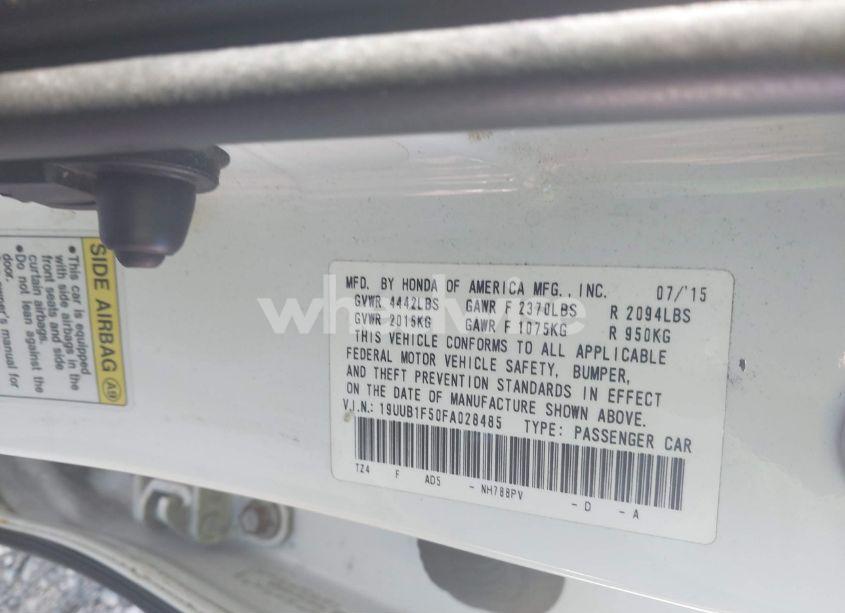 MFD. BY HONDA OF AMERICA MFG., INC. 07/'15
GVWR 4442LBS GAWR F 2370LBS R 2094LBS
GVWR 2015KG GAWR F 1075KG R 950KG
THIS VEHICLE CONFORMS TO ALL APPLICABLE
FEDERAL MOTOR VEHICLE SAFETY, BUMPER,
AND THEFT PREVENTION STANDARDS IN EFFECT
ON THE DATE OF MANUFACTURE SHOWN ABOVE.
V.I.N.: 19UUB1F50FA028485 TYPE: PASSENGER CAR
TZ4 F AD5 - NH788PV - D - A
SIDE AIRBAG AB
•This car is equipped
with side airbags in the
front seats and side
curtain airbags.
•Do not lean against the
door.
owner's manual for